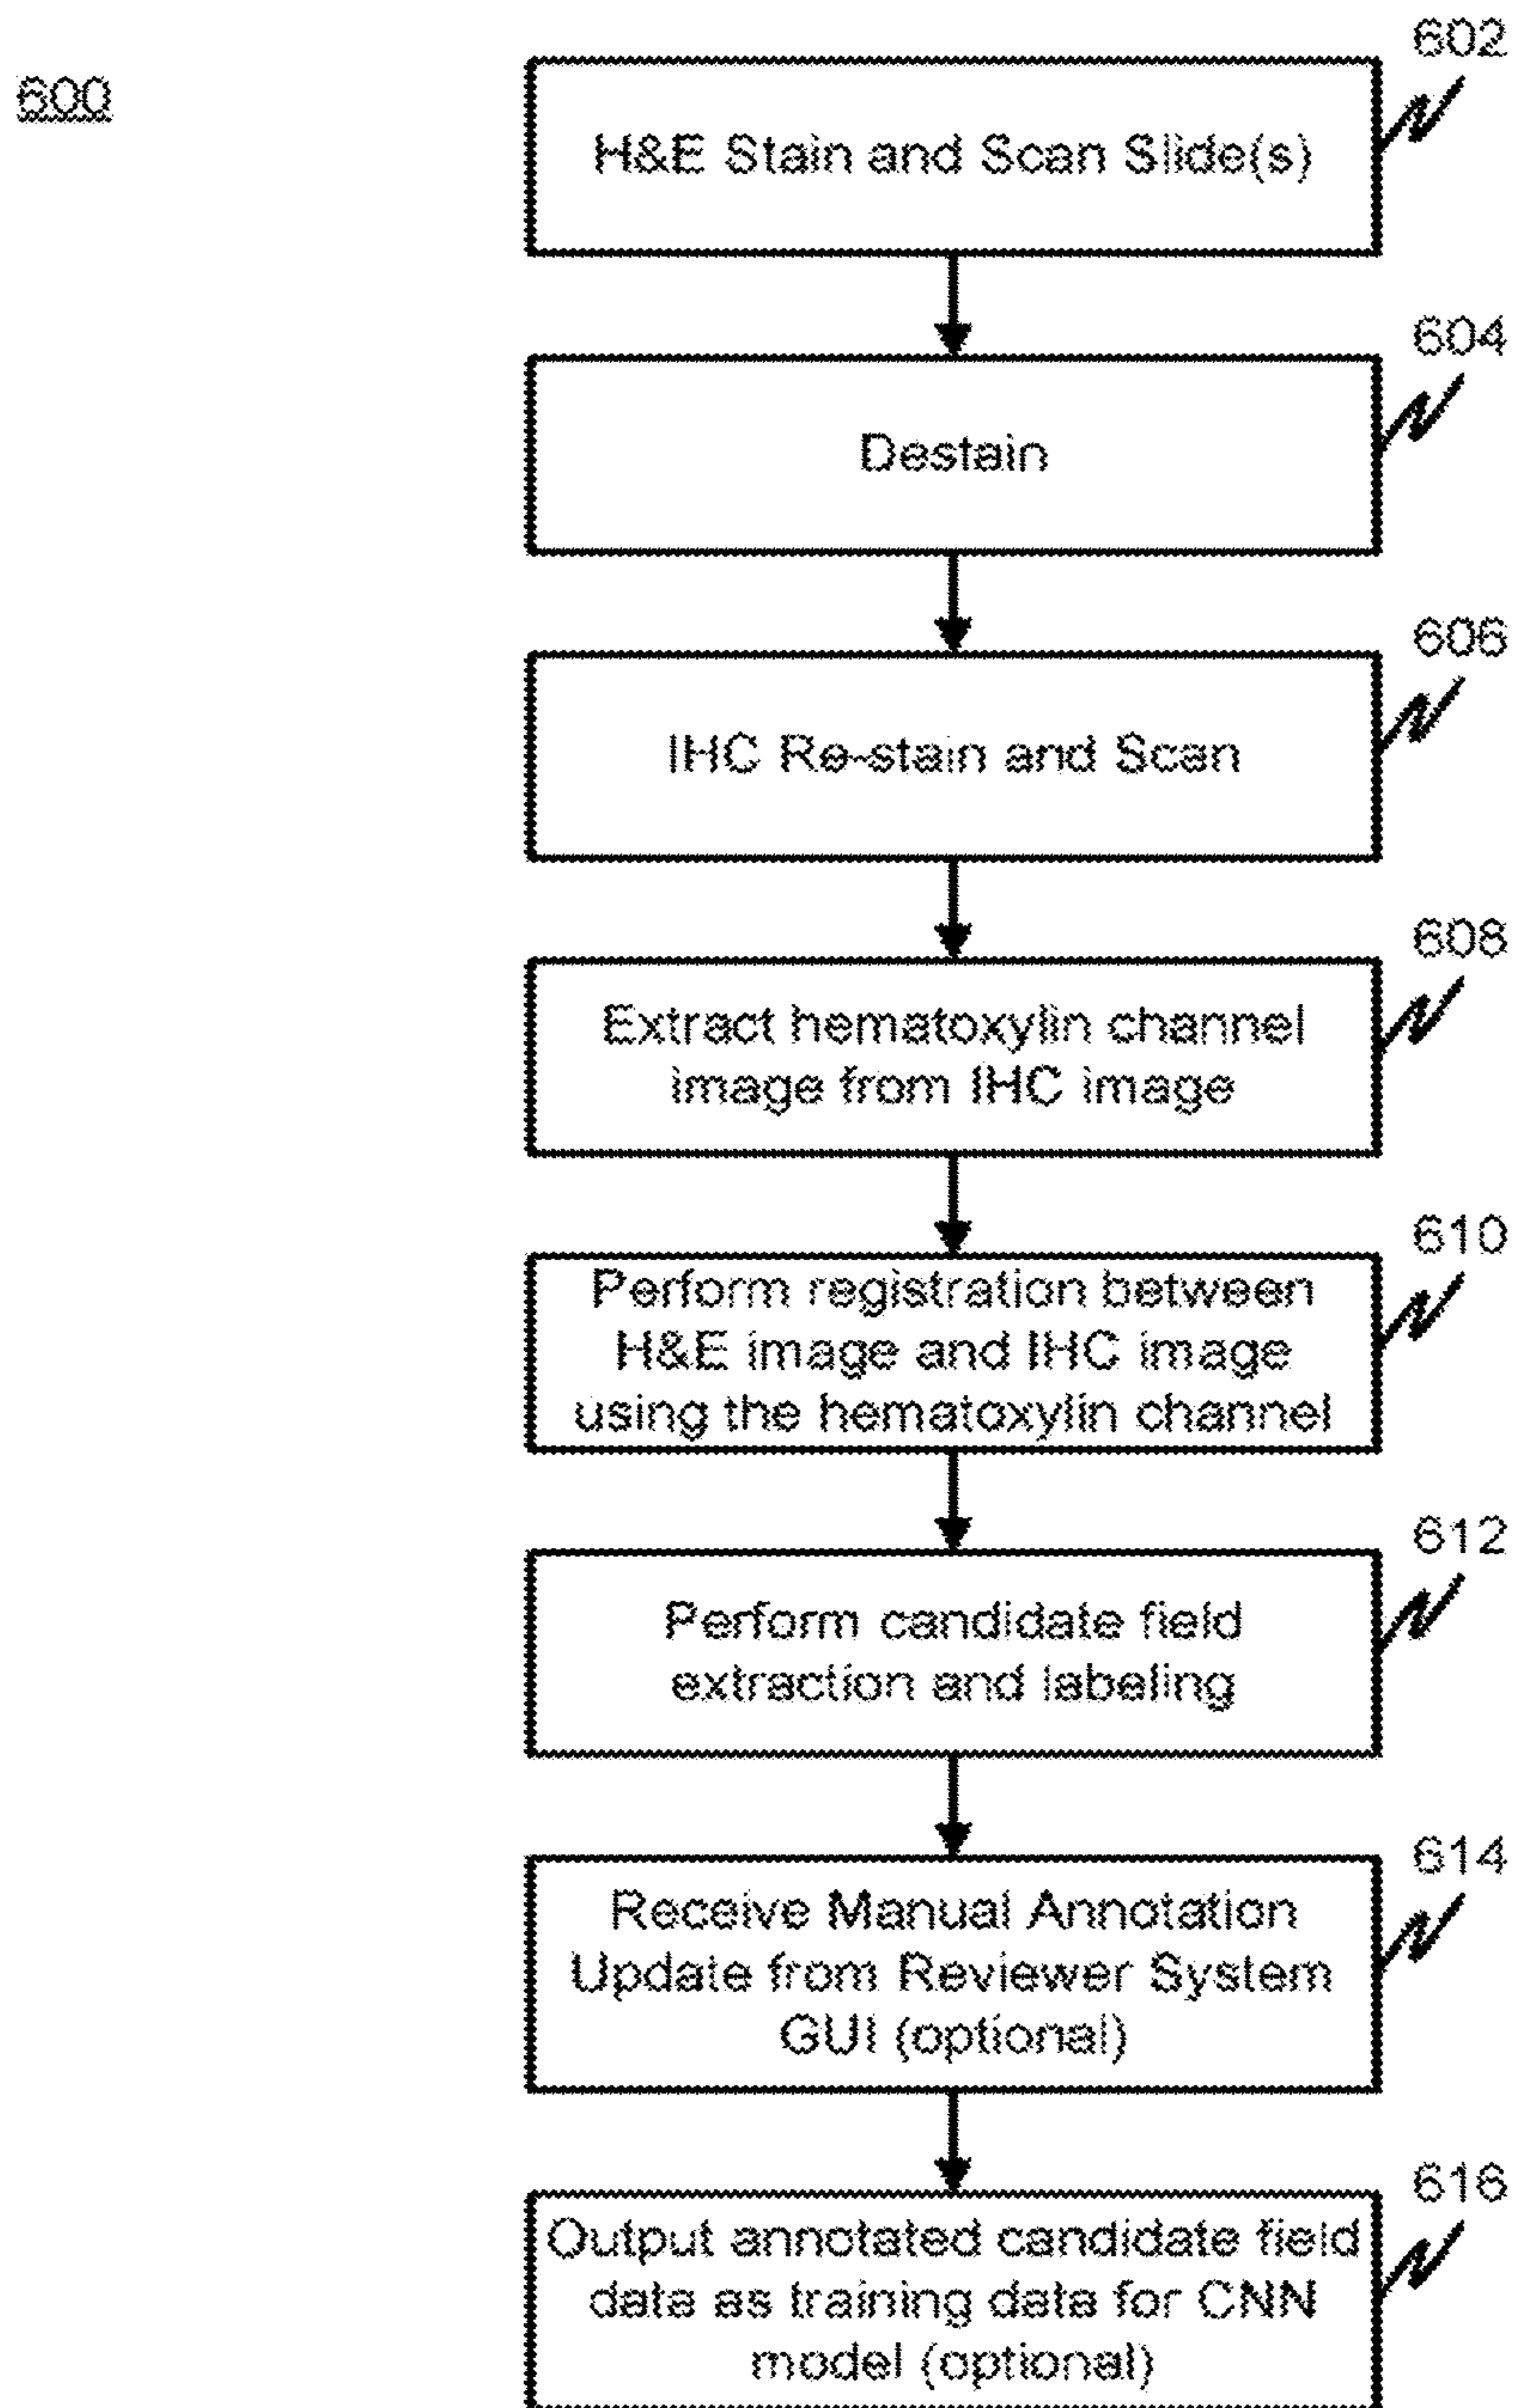 600
602
H&E Stain and Scan Slide(s)
604
Destain
606
IHC Re-stain and Scan
608
Extract hematoxylin channel
image from IHC image
610
Perform registration between
H&E image and IHC image
using the hematoxylin channel
612
Perform candidate field
extraction and labeling
614
Receive Manual Annotation
Update from Reviewer System
GUI (optional)
616
Output annotated candidate field
data as training data for CNN
model (optional)